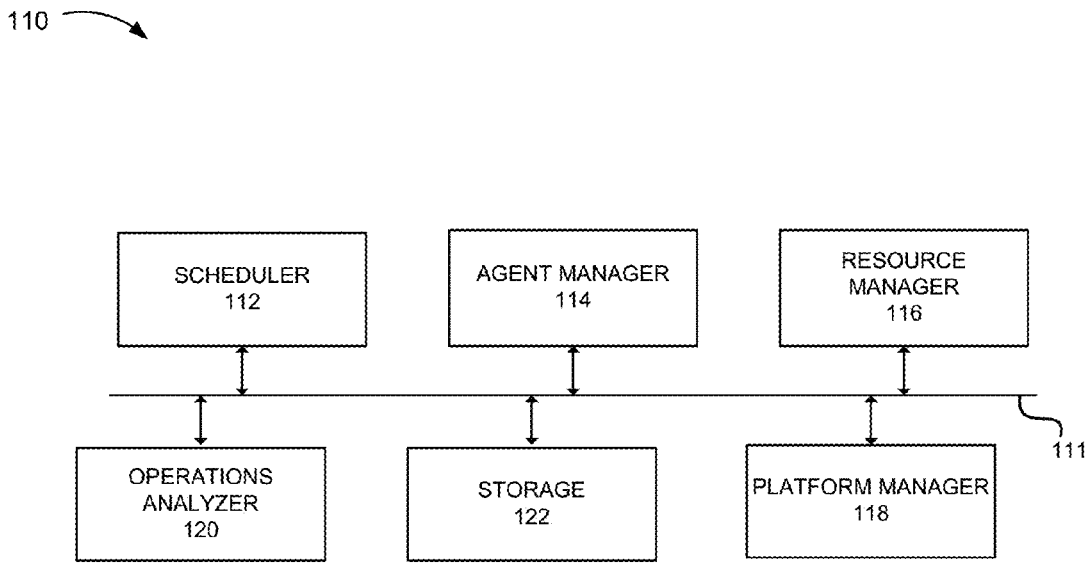 110
SCHEDULER
112
AGENT MANAGER
114
RESOURCE
MANAGER
116
111
OPERATIONS
ANALYZER
120
STORAGE
122
PLATFORM MANAGER
118